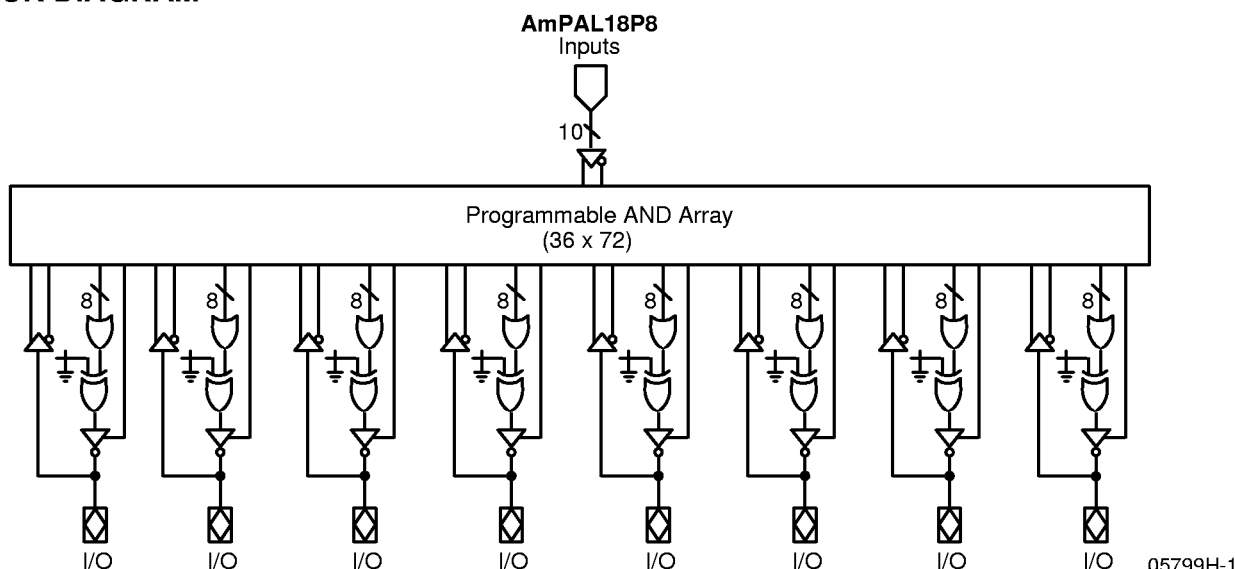 AmPAL18P8
Inputs
10
Programmable AND Array
(36 x 72)
8 8 8 8 8 8 8 8
I/O I/O I/O I/O I/O I/O I/O I/O
05799H-1